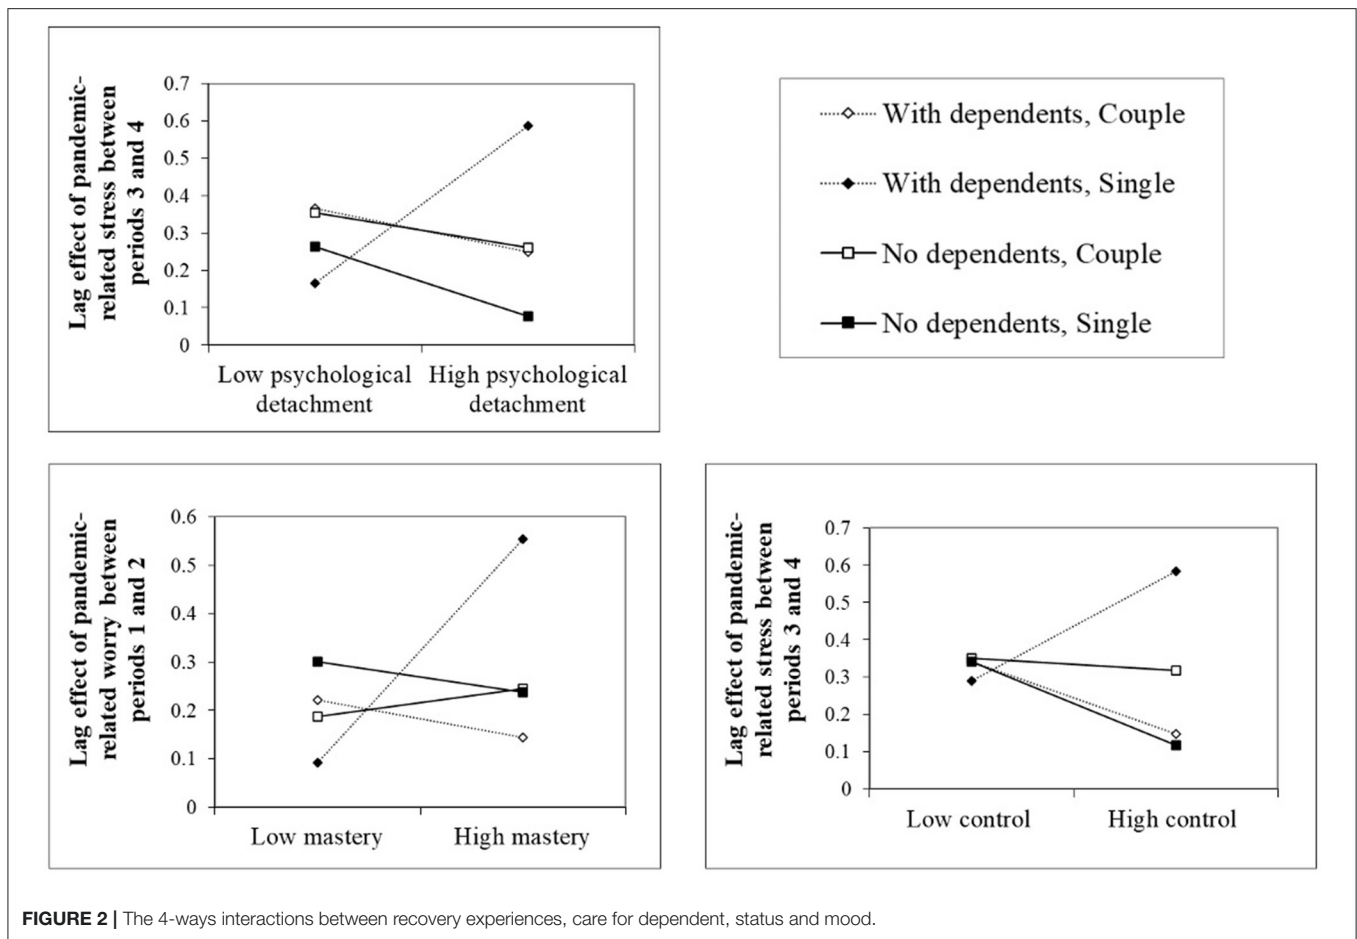 Lag effect of pandemic-
related stress between
periods 3 and 4
0.7
0.6
0.5
0.4
0.3
0.2
0.1
0
Low psychological
detachment
High psychological
detachment
With dependents, Couple
With dependents, Single
No dependents, Couple
No dependents, Single
Lag effect of pandemic-
related worry between
periods 1 and 2
0.6
0.5
0.4
0.3
0.2
0.1
0
Low mastery
High mastery
Lag effect of pandemic-
related stress between
periods 3 and 4
0.7
0.6
0.5
0.4
0.3
0.2
0.1
0
Low control
High control
FIGURE 2 | The 4-ways interactions between recovery experiences, care for dependent, status and mood.